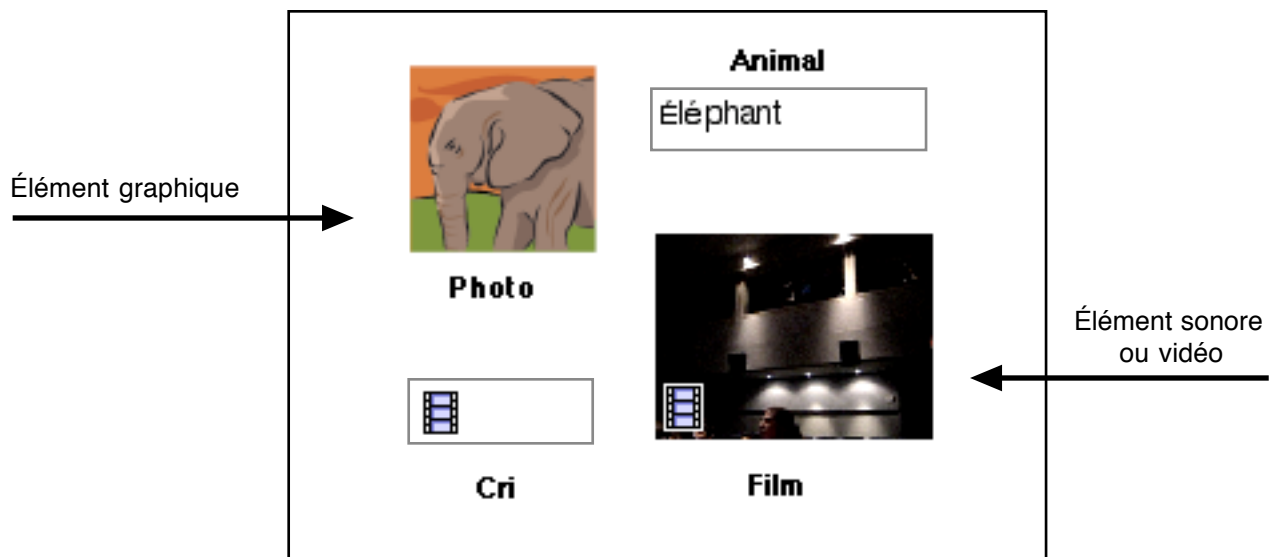 Animal
Éléphant
Élément graphique
Photo
Élément sonore
ou vidéo
Cri
Film